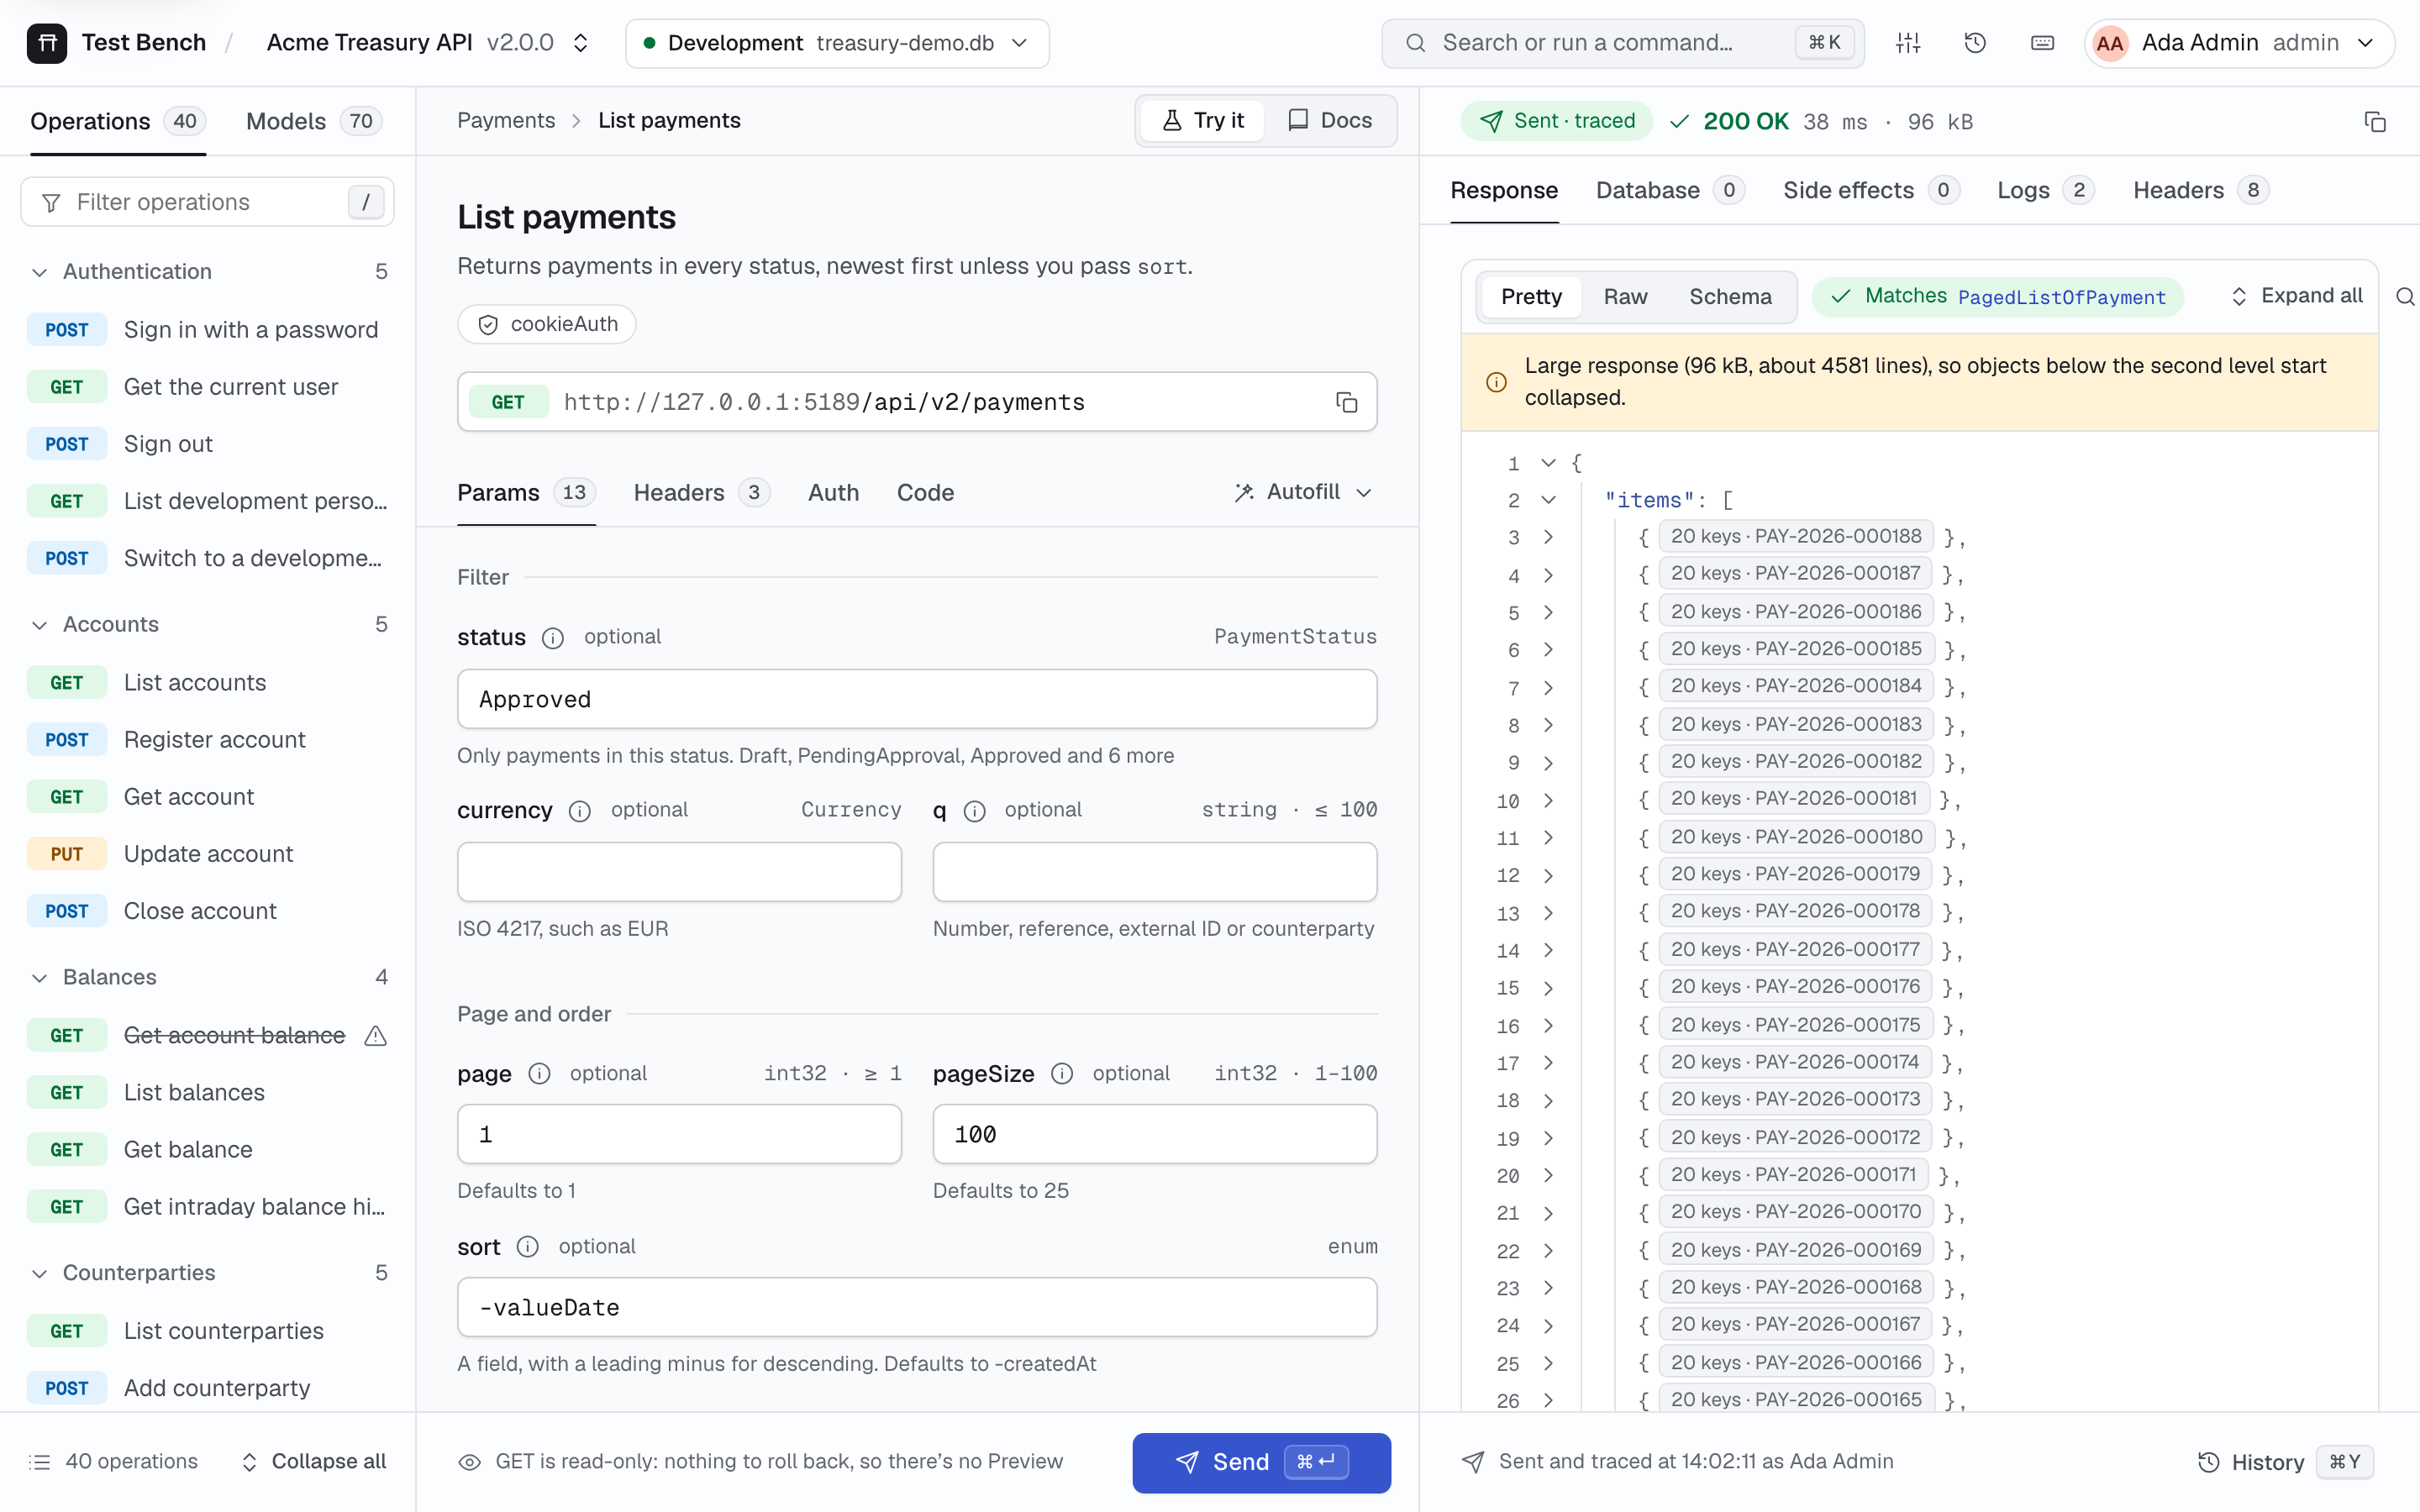 Test Bench / Acme Treasury API v2.0.0
Development treasury-demo.db
Search or run a command... ⌘K
AA Ada Admin admin
Operations 40 Models 70
Filter operations /
Authentication 5
POST Sign in with a password
GET Get the current user
POST Sign out
GET List development perso...
POST Switch to a developme...
Accounts 5
GET List accounts
POST Register account
GET Get account
PUT Update account
POST Close account
Balances 4
GET Get account balance
GET List balances
GET Get balance
GET Get intraday balance hi...
Counterparties 5
GET List counterparties
POST Add counterparty
40 operations Collapse all
Payments > List payments
Try it Docs
List payments
Returns payments in every status, newest first unless you pass sort.
cookieAuth
GET http://127.0.0.1:5189/api/v2/payments
Params 13 Headers 3 Auth Code Autofill
Filter
status optional PaymentStatus
Approved
Only payments in this status. Draft, PendingApproval, Approved and 6 more
currency optional Currency
q optional string · ≤ 100
ISO 4217, such as EUR
Number, reference, external ID or counterparty
Page and order
page optional int32 · ≥ 1
pageSize optional int32 · 1-100
1
100
Defaults to 1
Defaults to 25
sort optional enum
-valueDate
A field, with a leading minus for descending. Defaults to -createdAt
GET is read-only: nothing to roll back, so there's no Preview
Send ⌘↵
Sent · traced 200 OK 38 ms · 96 kB
Response Database 0 Side effects 0 Logs 2 Headers 8
Pretty Raw Schema Matches PagedListOfPayment Expand all
Large response (96 kB, about 4581 lines), so objects below the second level start
collapsed.
1 {
2 "items": [
3 { 20 keys · PAY-2026-000188 },
4 { 20 keys · PAY-2026-000187 },
5 { 20 keys · PAY-2026-000186 },
6 { 20 keys · PAY-2026-000185 },
7 { 20 keys · PAY-2026-000184 },
8 { 20 keys · PAY-2026-000183 },
9 { 20 keys · PAY-2026-000182 },
10 { 20 keys · PAY-2026-000181 },
11 { 20 keys · PAY-2026-000180 },
12 { 20 keys · PAY-2026-000179 },
13 { 20 keys · PAY-2026-000178 },
14 { 20 keys · PAY-2026-000177 },
15 { 20 keys · PAY-2026-000176 },
16 { 20 keys · PAY-2026-000175 },
17 { 20 keys · PAY-2026-000174 },
18 { 20 keys · PAY-2026-000173 },
19 { 20 keys · PAY-2026-000172 },
20 { 20 keys · PAY-2026-000171 },
21 { 20 keys · PAY-2026-000170 },
22 { 20 keys · PAY-2026-000169 },
23 { 20 keys · PAY-2026-000168 },
24 { 20 keys · PAY-2026-000167 },
25 { 20 keys · PAY-2026-000166 },
26 { 20 keys · PAY-2026-000165 },
Sent and traced at 14:02:11 as Ada Admin
History ⌘Y